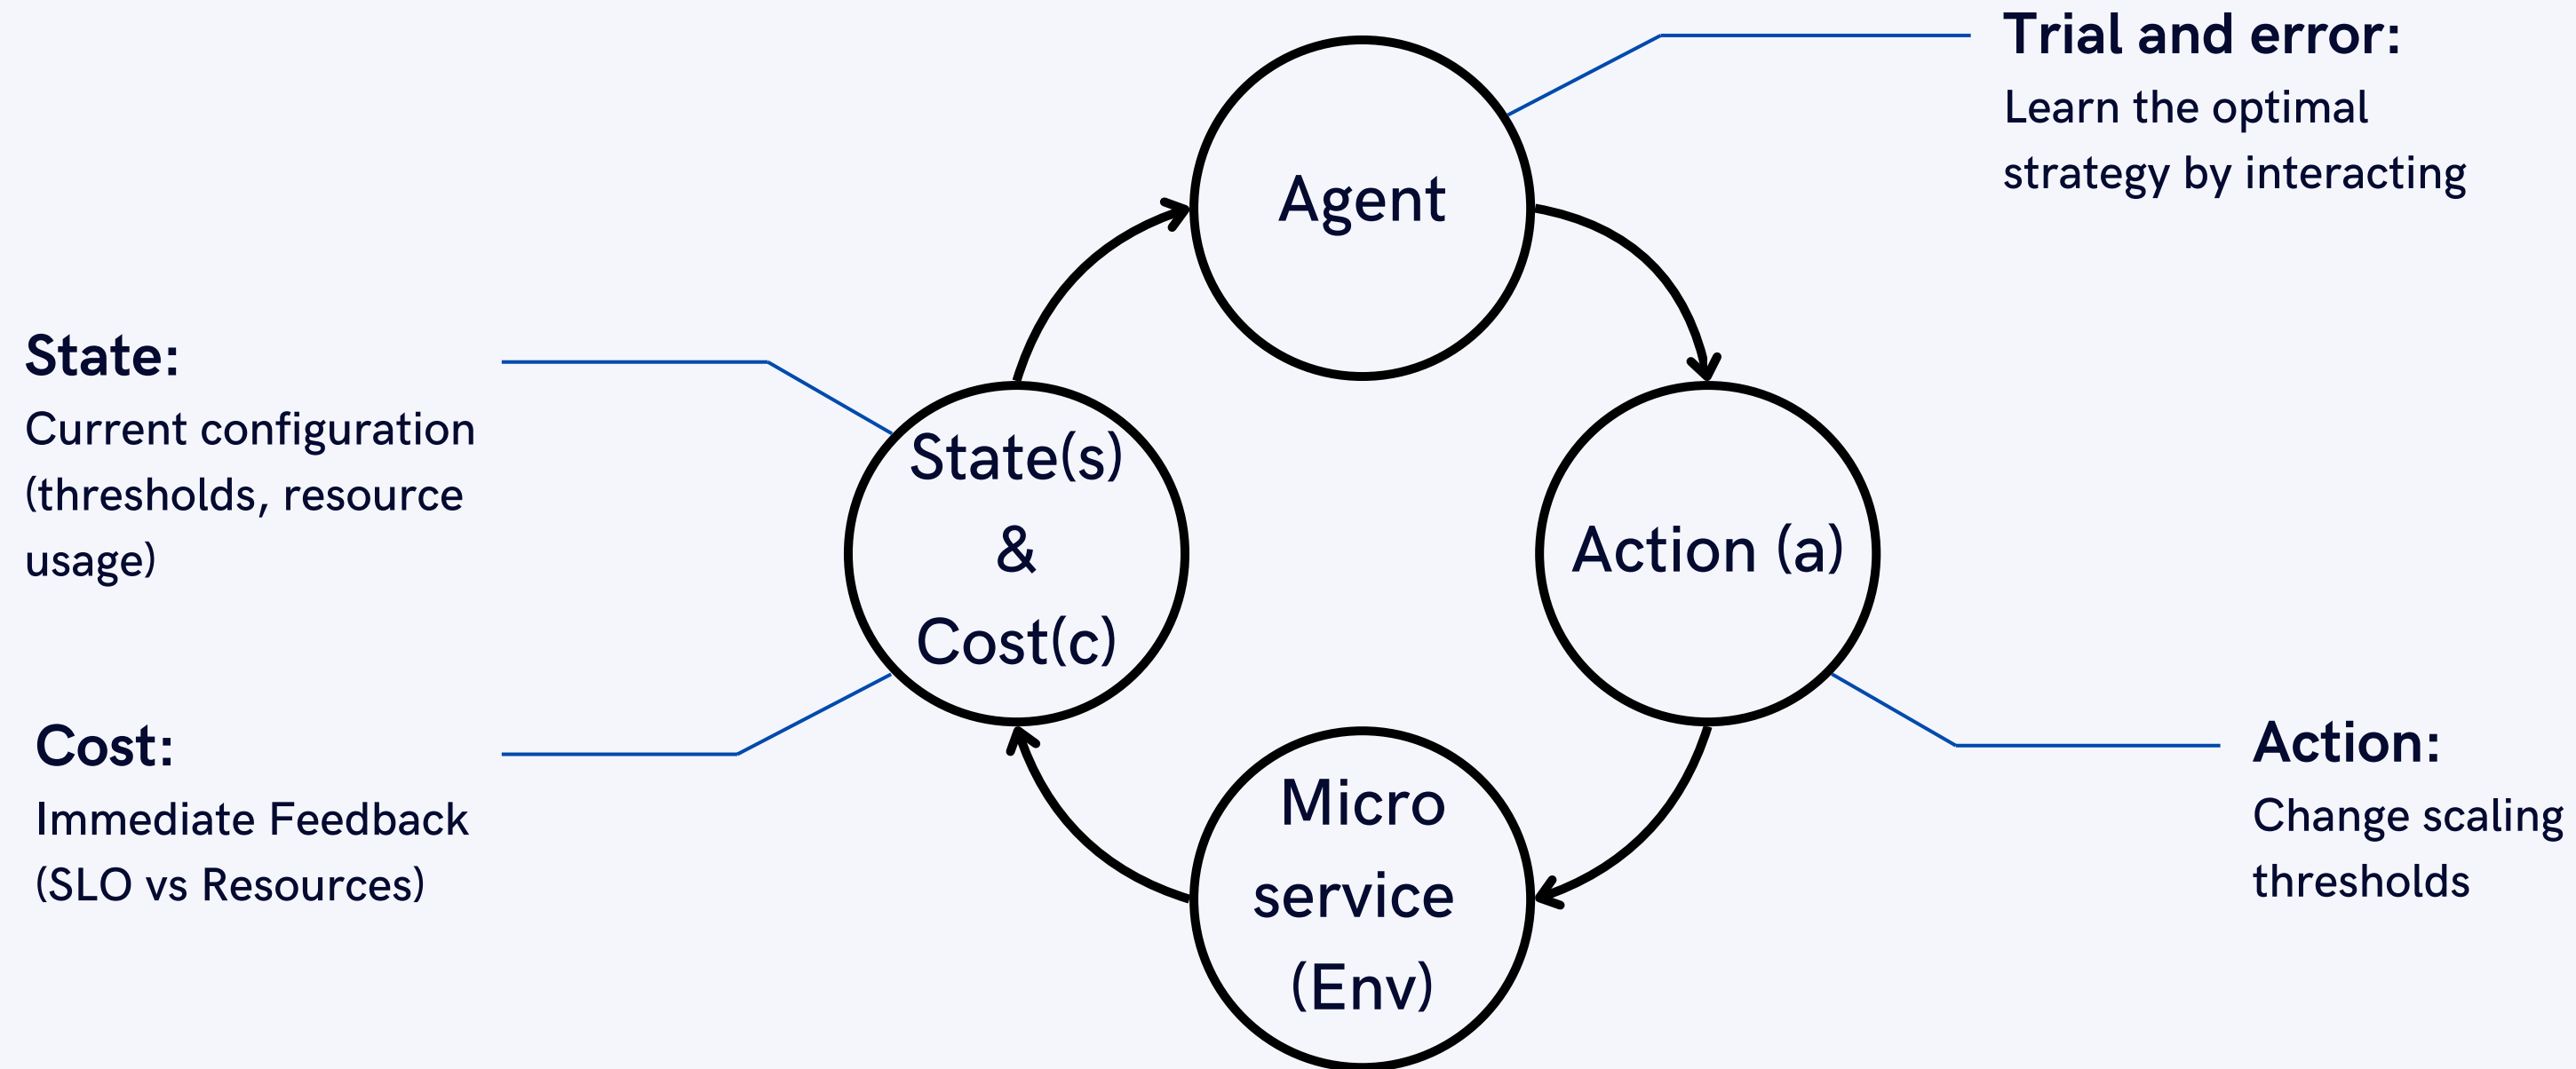 Trial and error:
Learn the optimal
strategy by interacting
Agent
State:
Current configuration
(thresholds, resource
usage)
State(s)
&
Cost(c)
Action (a)
Cost:
Immediate Feedback
(SLO vs Resources)
Micro
service
(Env)
Action:
Change scaling
thresholds